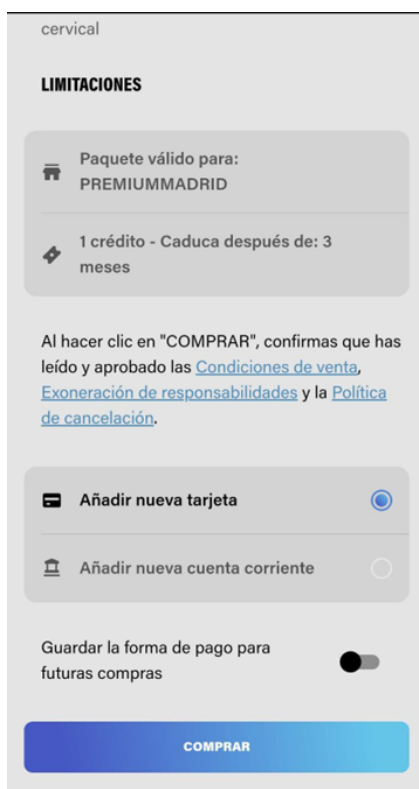 cervical
LIMITACIONES
Paquete válido para:
PREMIUMMADRID
1 crédito - Caduca después de: 3
meses
Al hacer clic en "COMPRAR", confirmas que has
leído y aprobado las Condiciones de venta,
Exoneración de responsabilidades y la Política
de cancelación.
Añadir nueva tarjeta
Añadir nueva cuenta corriente
Guardar la forma de pago para
futuras compras
COMPRAR